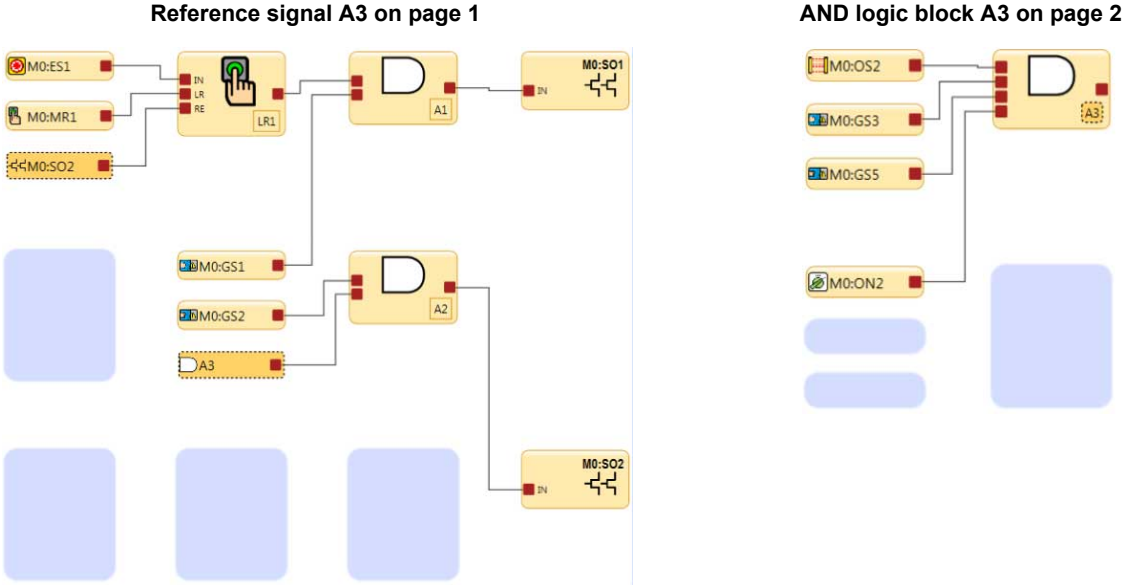 Reference signal A3 on page 1
M0:ES1
M0:MR1
M0:SO2
IN
LR
RE
LR1
A1
M0:SO1
IN
M0:GS1
M0:GS2
A3
A2
M0:SO2
IN
AND logic block A3 on page 2
M0:OS2
M0:GS3
M0:GS5
M0:ON2
A3